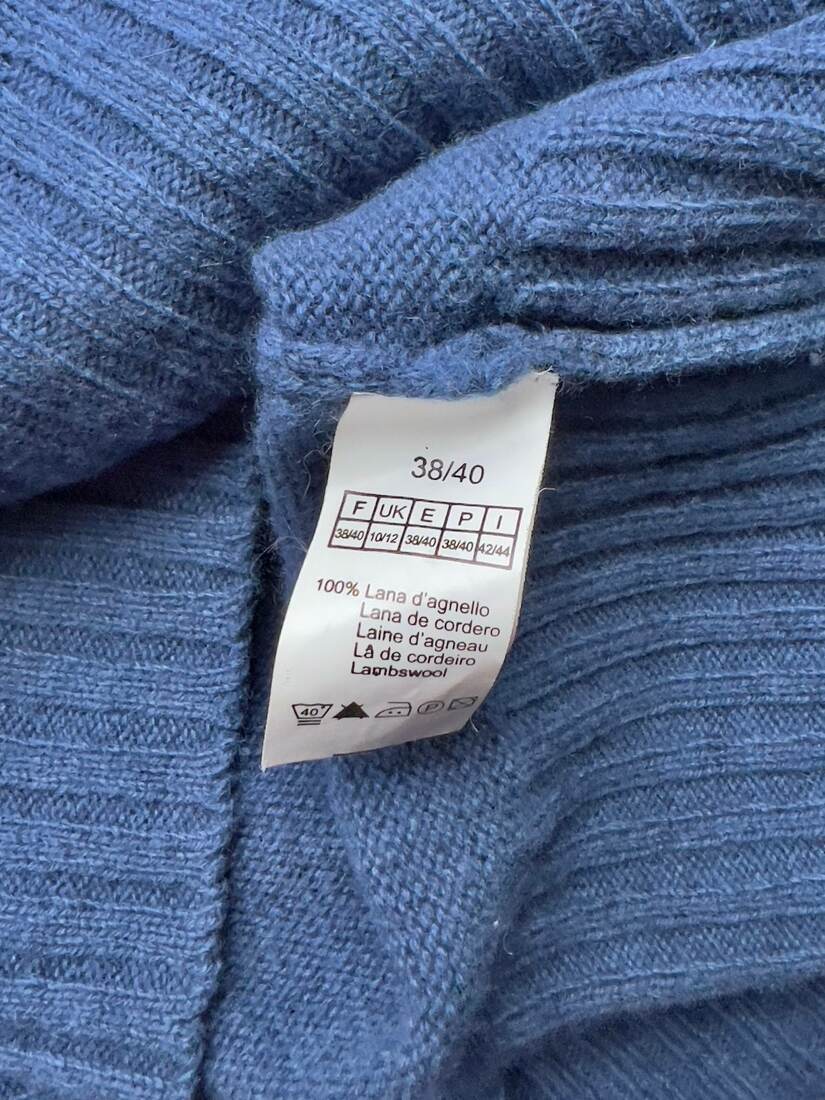 38/40
F UK E P I
38/40 10/12 38/40 38/40 42/44
100% Lana d'agnello
Lana de cordero
Laine d'agneau
Lâ de cordeiro
Lambswool
40° P